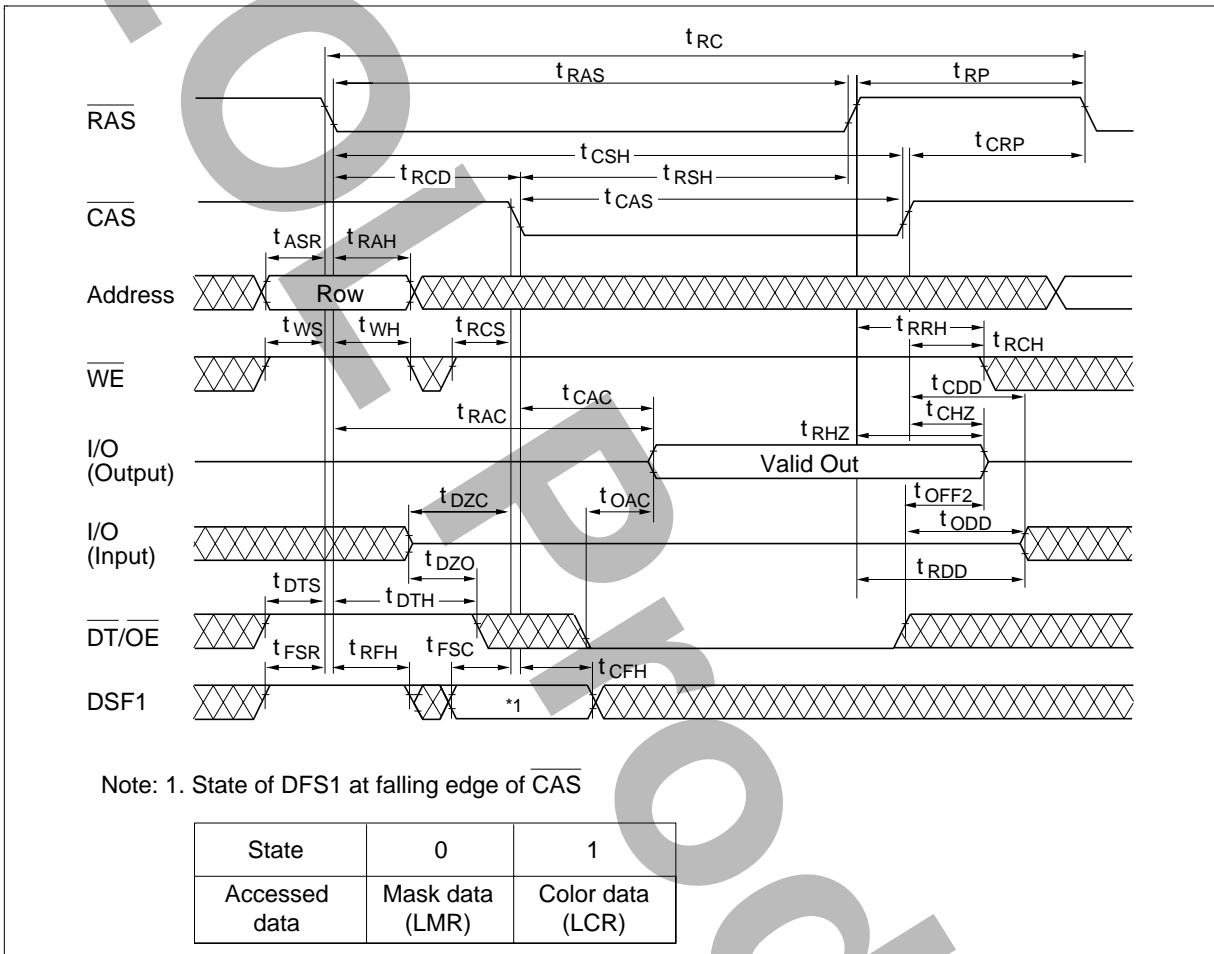 t RC
t RAS
t RP
RAS
t CSH
t CRP
t RCD
t RSH
CAS
t CAS
t ASR
t RAH
Address
Row
t WS
t WH
t RCS
t RRH
t RCH
WE
t CAC
t CDD
t RAC
t CHZ
t RHZ
I/O
(Output)
Valid Out
t DZC
t OAC
t OFF2
I/O
(Input)
t ODD
t DZO
t RDD
t DTS
t DTH
DT/OE
t FSR
t RFH
t FSC
t CFH
DSF1
*1
Note: 1. State of DFS1 at falling edge of CAS
State 0 1
Accessed data Mask data (LMR) Color data (LCR)